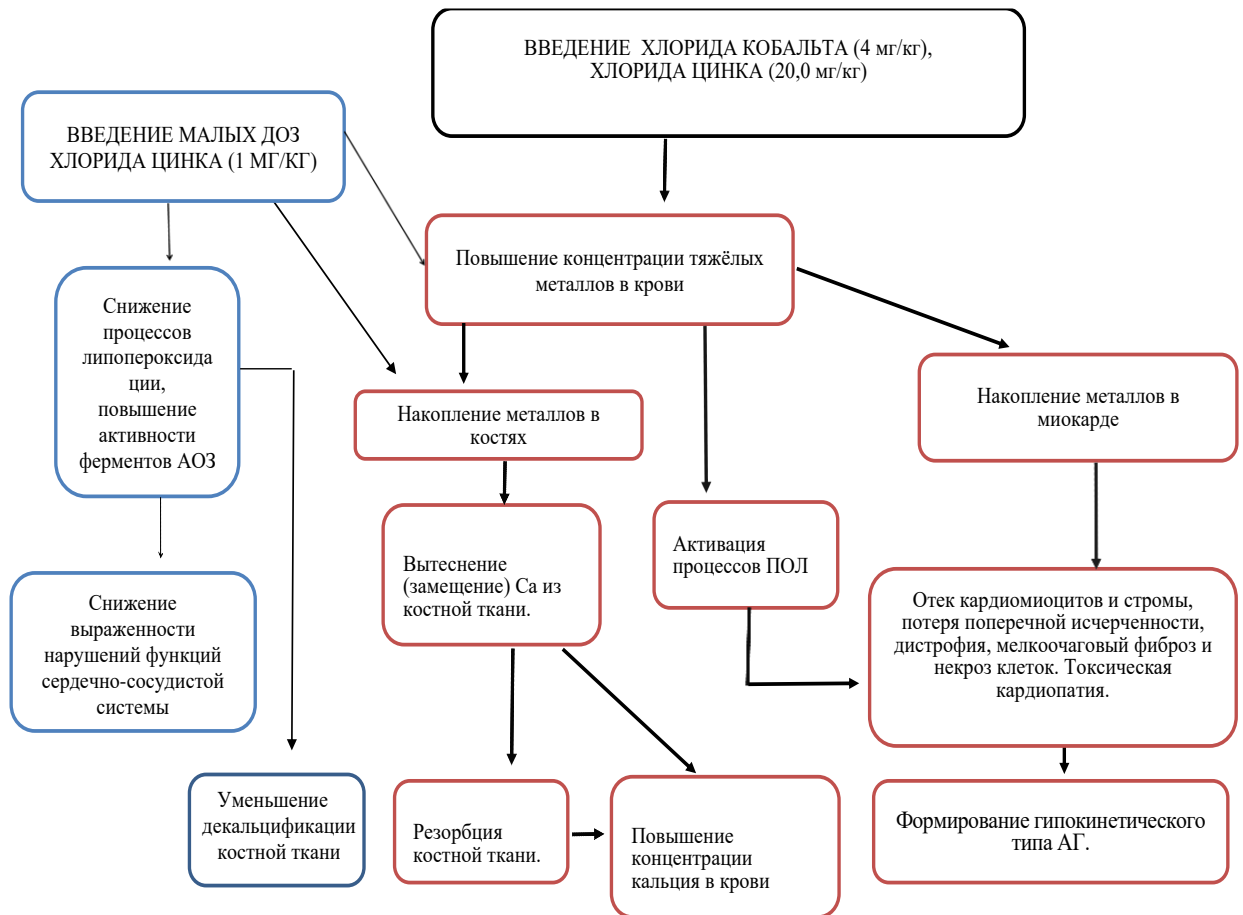 ВВЕДЕНИЕ ХЛОРИДА КОБАЛЬТА (4 мг/кг),
ХЛОРИДА ЦИНКА (20,0 мг/кг)
ВВЕДЕНИЕ МАЛЫХ ДОЗ
ХЛОРИДА ЦИНКА (1 МГ/КГ)
Повышение концентрации тяжёлых
металлов в крови
Снижение
процессов
липопероксида
ции,
повышение
активности
ферментов АОЗ
Накопление металлов в
костях
Накопление металлов в
миокарде
Вытеснение
(замещение) Са из
костной ткани.
Активация
процессов ПОЛ
Снижение
выраженности
нарушений функций
сердечно-сосудистой
системы
Отек кардиомиоцитов и стромы,
потеря поперечной исчерченности,
дистрофия, мелкоочаговый фиброз и
некроз клеток. Токсическая
кардиопатия.
Уменьшение
декальцификации
костной ткани
Резорбция
костной ткани.
Повышение
концентрации
кальция в крови
Формирование гипокинетического
типа АГ.